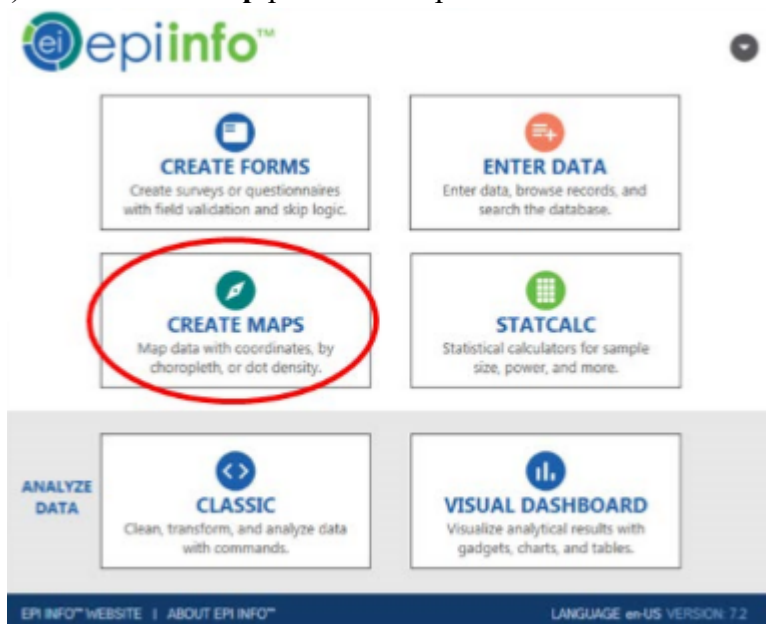 ei epiinfo™
CREATE FORMS
Create surveys or questionnaires
with field validation and skip logic.
ENTER DATA
Enter data, browse records, and
search the database.
CREATE MAPS
Map data with coordinates, by
choropleth, or dot density.
STATCALC
Statistical calculators for sample
size, power, and more.
ANALYZE
DATA
CLASSIC
Clean, transform, and analyze data
with commands.
VISUAL DASHBOARD
Visualize analytical results with
gadgets, charts, and tables.
EPI INFO™ WEBSITE | ABOUT EPI INFO™ LANGUAGE en-US VERSION: 7.2